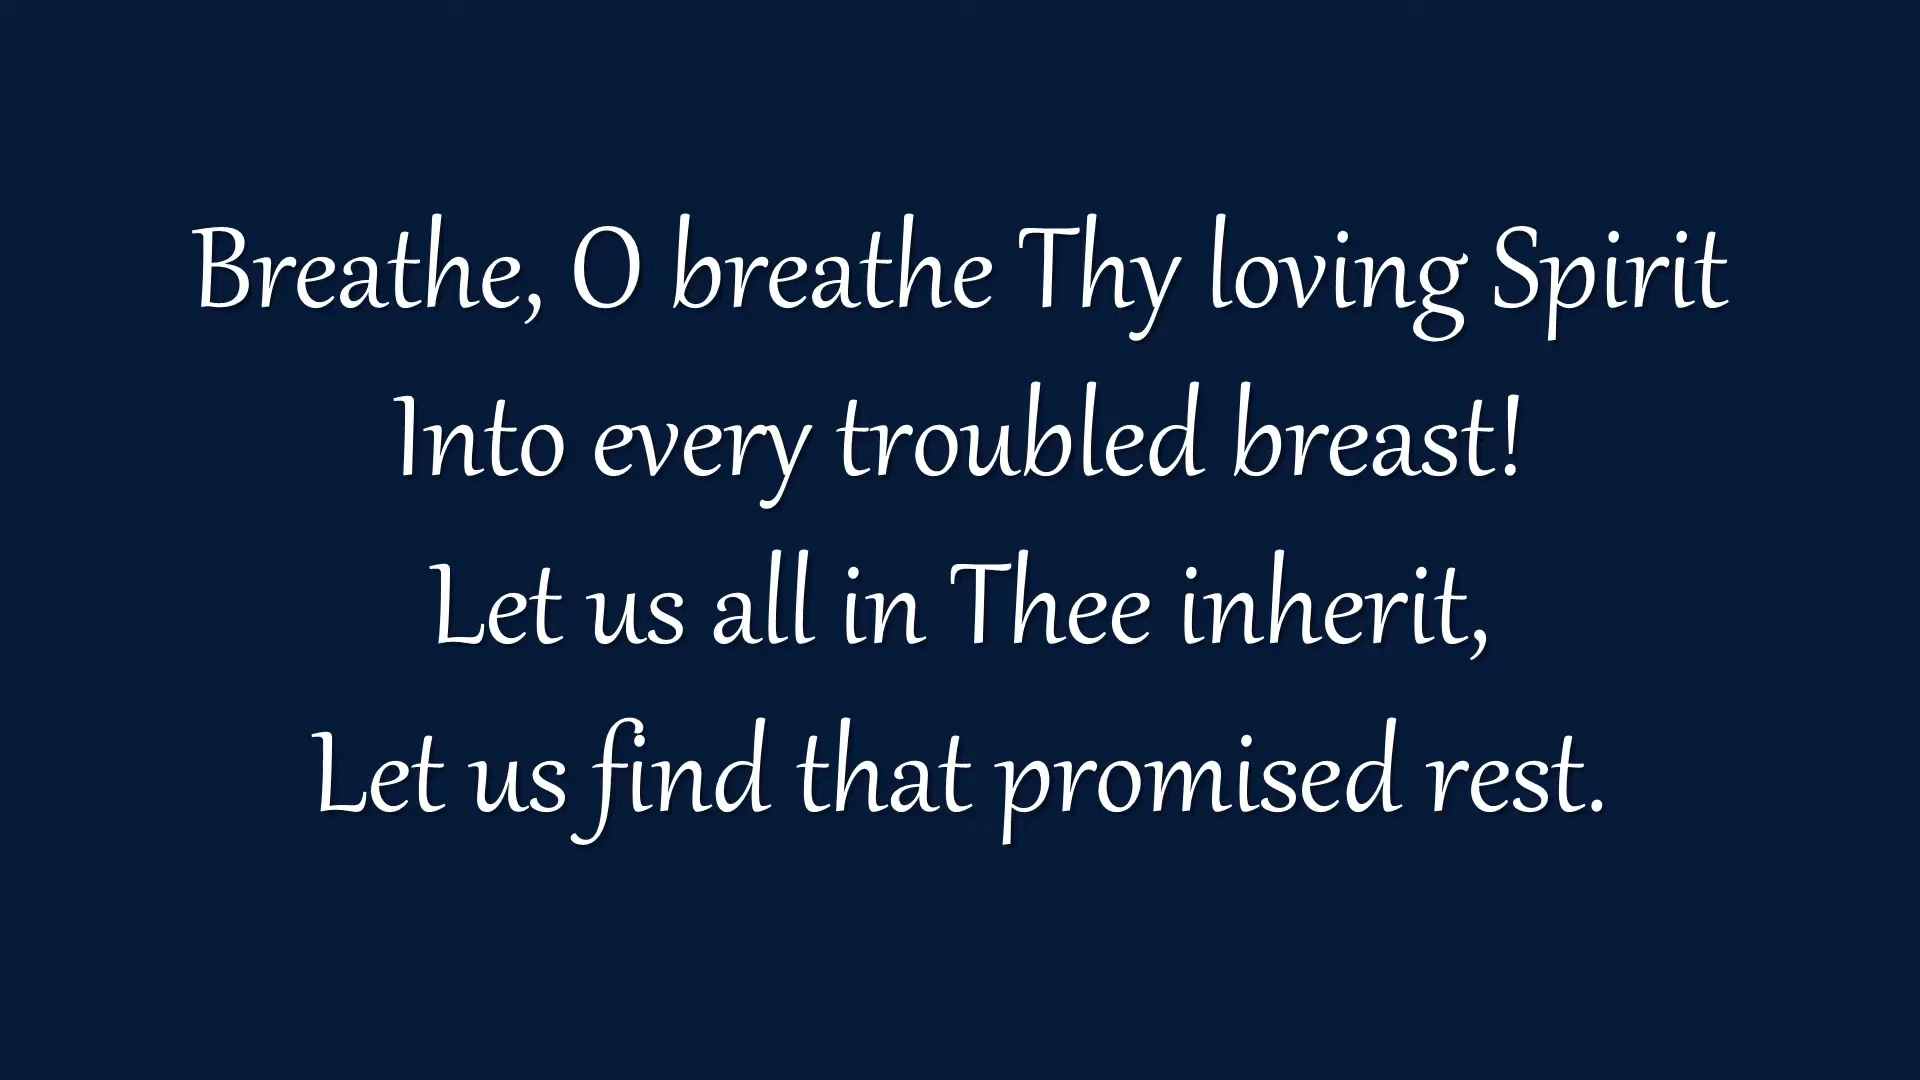 Breathe, O breathe Thy loving Spirit
Into every troubled breast!
Let us all in Thee inherit,
Let us find that promised rest.